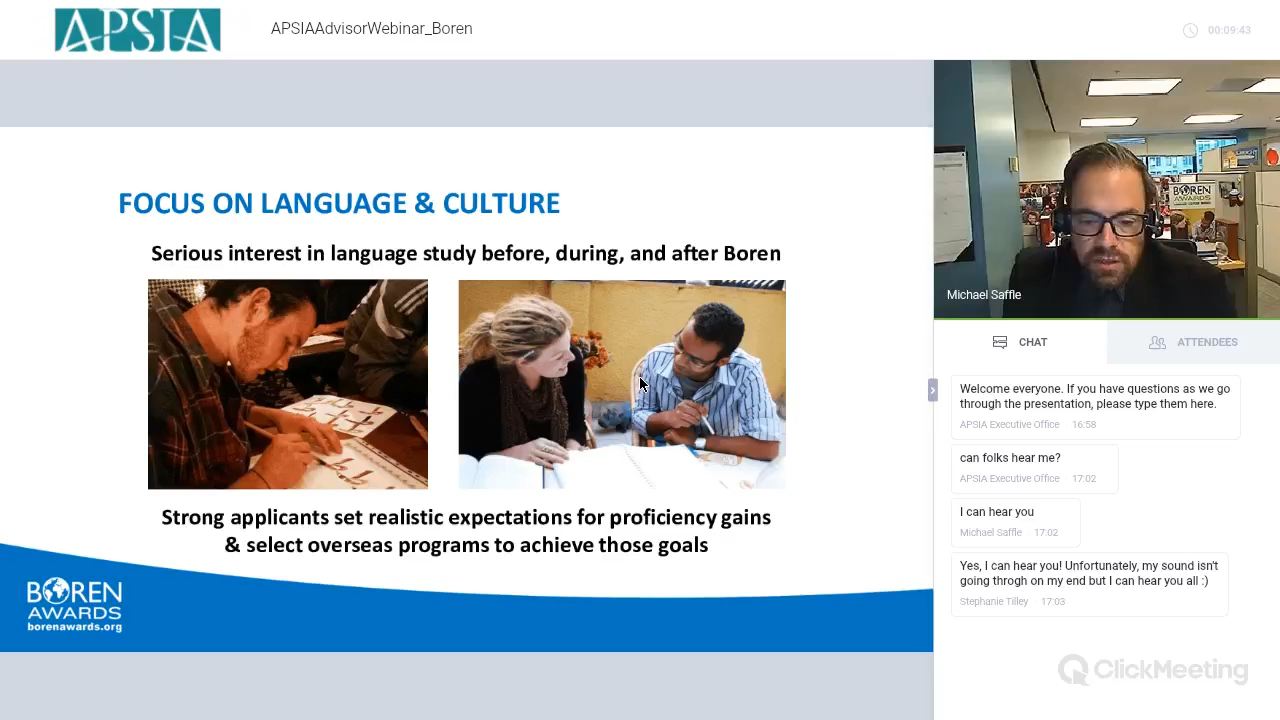 APSIA
APSIAAdvisorWebinar_Boren
00:09:43
FOCUS ON LANGUAGE & CULTURE
Serious interest in language study before, during, and after Boren
Strong applicants set realistic expectations for proficiency gains
& select overseas programs to achieve those goals
BOREN
AWARDS
borenawards.org
BOREN
AWARDS
Michael Saffle
CHAT
ATTENDEES
Welcome everyone. If you have questions as we go
through the presentation, please type them here.
APSIA Executive Office 16:58
can folks hear me?
APSIA Executive Office 17:02
I can hear you
Michael Saffle 17:02
Yes, I can hear you! Unfortunately, my sound isn't
going throgh on my end but I can hear you all :)
Stephanie Tilley 17:03
ClickMeeting